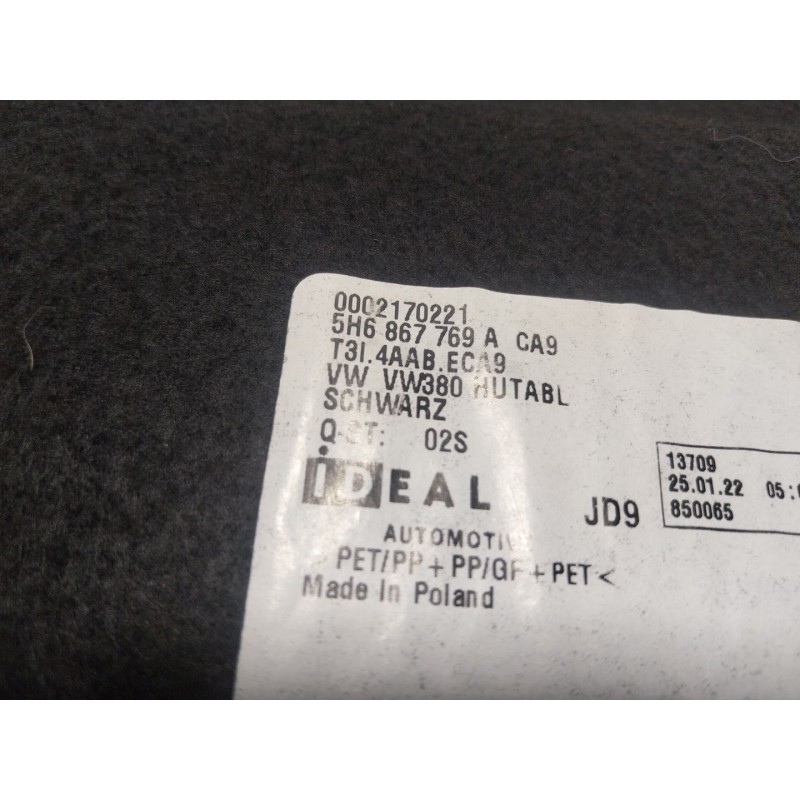 0002170221
5H6 867 769 A CA9
T3I.4AAB.ECA9
VW VW380 HUTABL
SCHWARZ
Q-ST: 02S
iDEAL
AUTOMOTIV
JD9
13709
25.01.22 05:
850065
PET/PP+PP/GF+PET<
Made In Poland